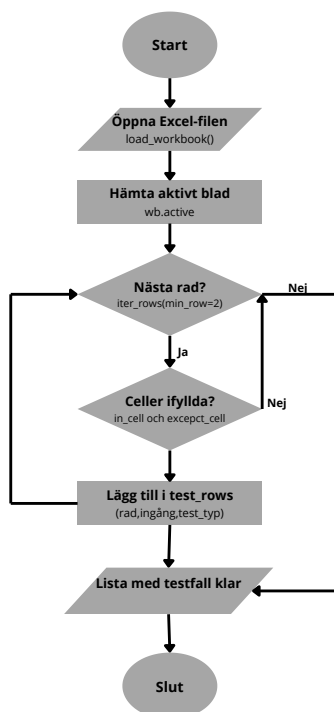 Start
Öppna Excel-filen
load_workbook()
Hämta aktivt blad
wb.active
Nästa rad?
iter_rows(min_row=2)
Nej
Ja
Celler ifyllda?
in_cell och excepct_cell
Nej
Lägg till i test_rows
(rad,ingång,test_typ)
Lista med testfall klar
Slut